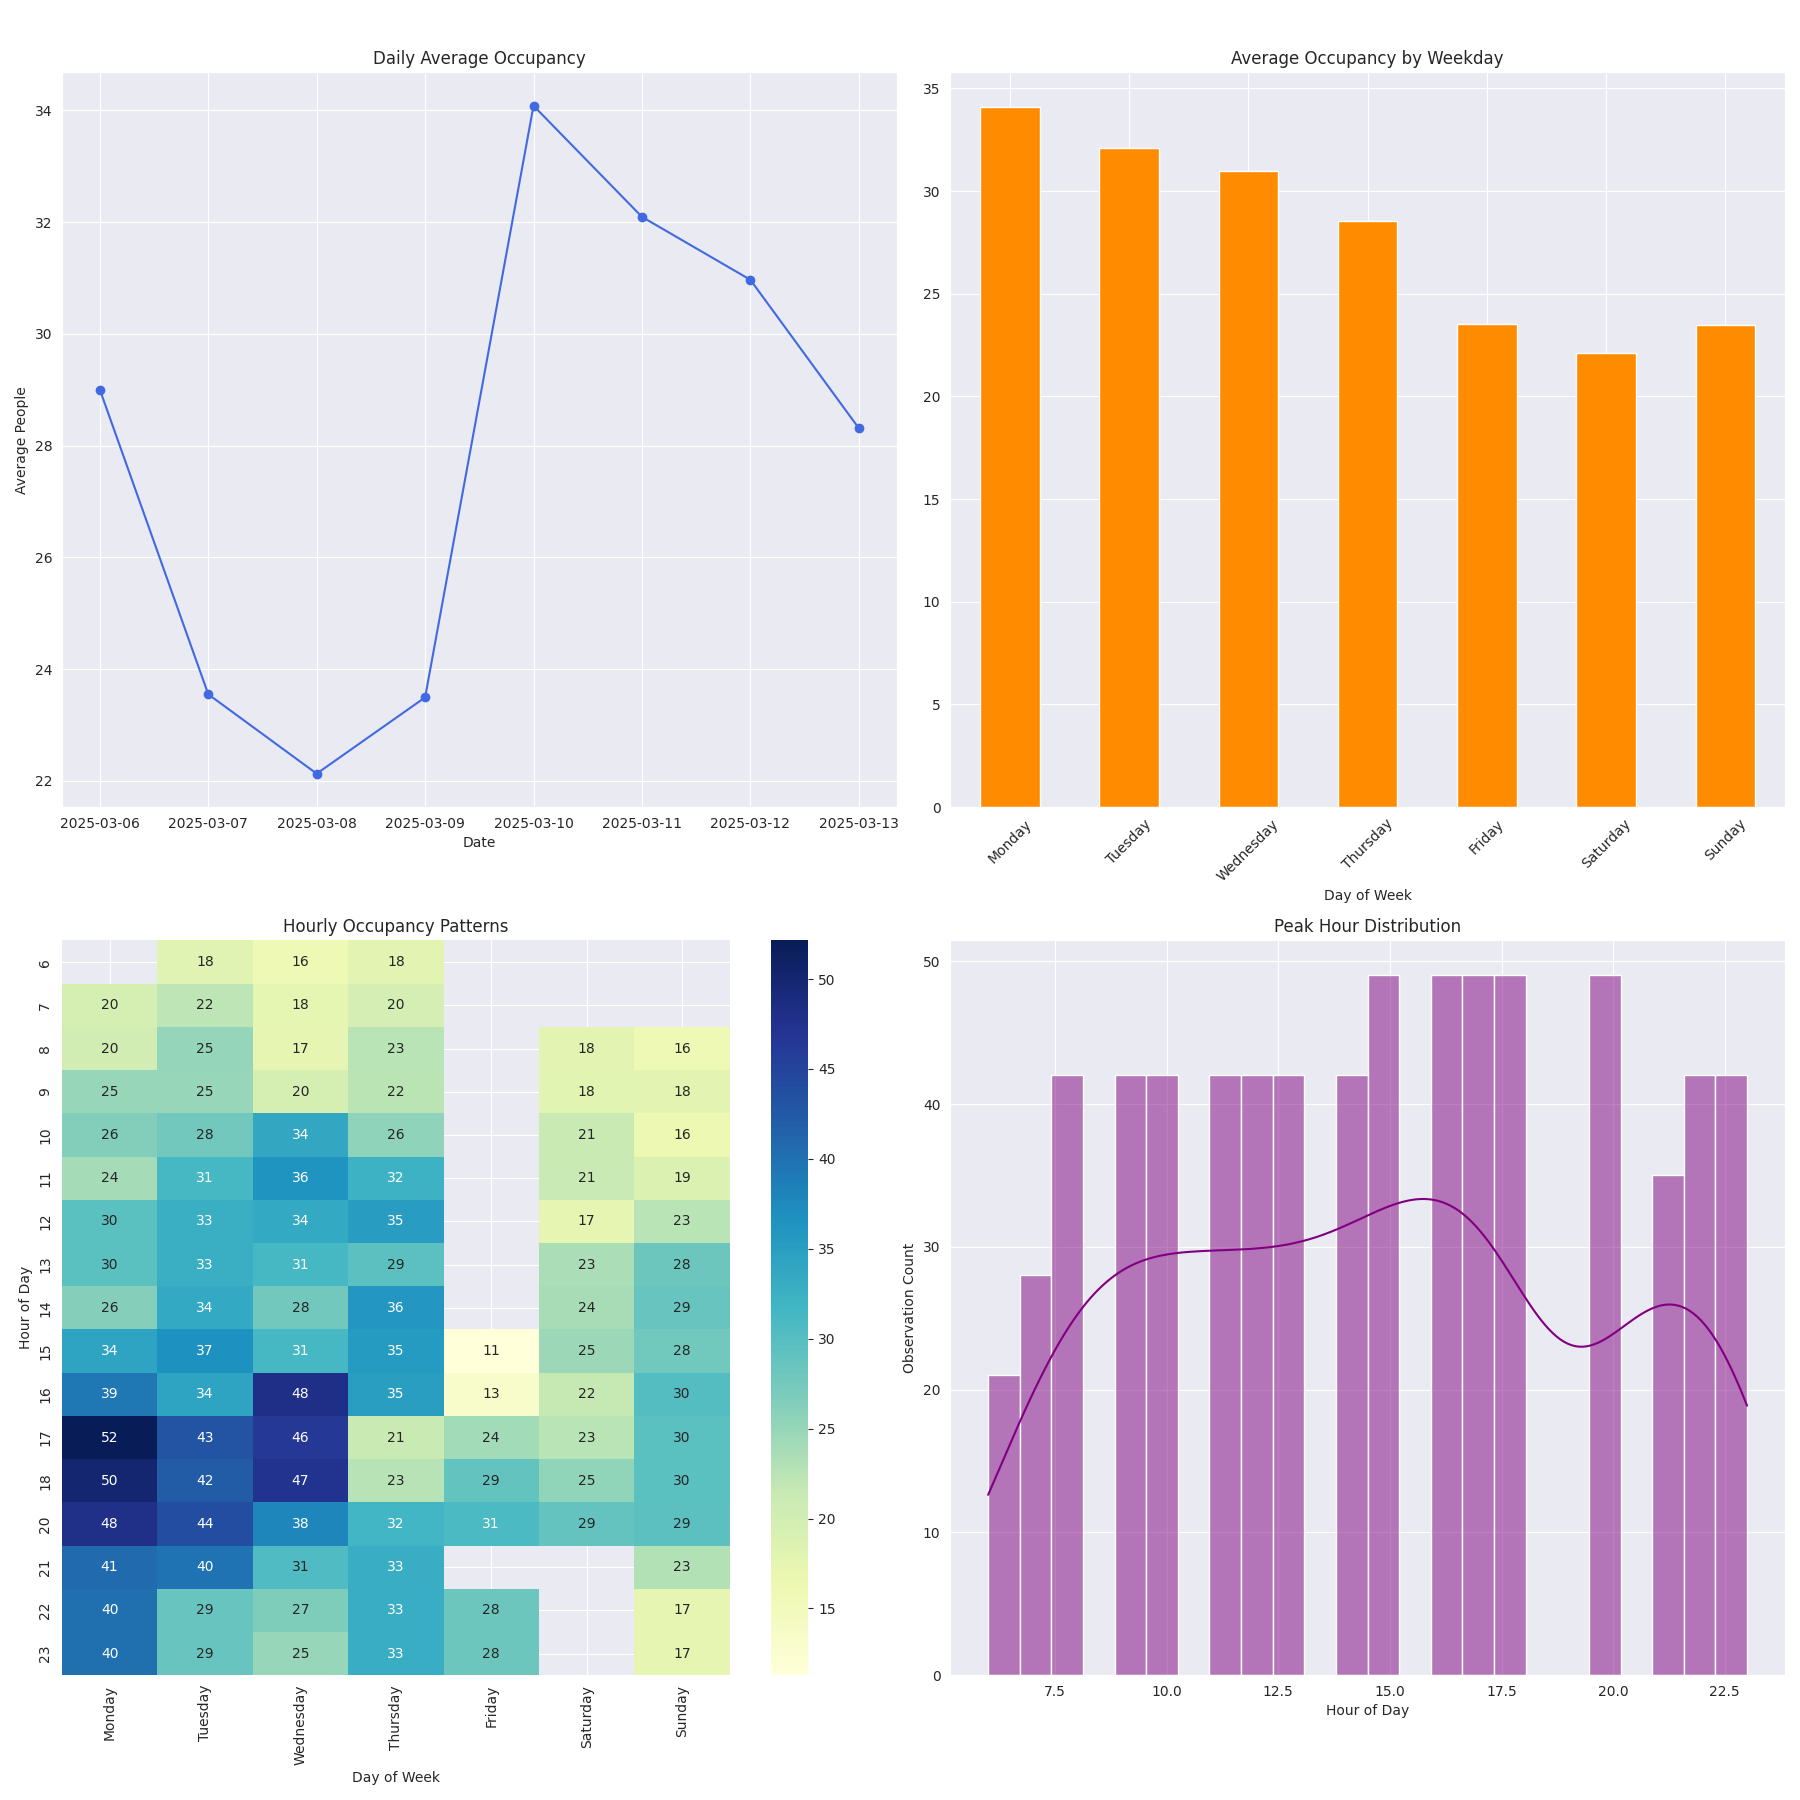 Daily Average Occupancy
34
32
30
28
26
24
22
Average People
2025-03-06 2025-03-07 2025-03-08 2025-03-09 2025-03-10 2025-03-11 2025-03-12 2025-03-13
Date
Average Occupancy by Weekday
35
30
25
20
15
10
5
0
Monday Tuesday Wednesday Thursday Friday Saturday Sunday
Day of Week
Hourly Occupancy Patterns
Hour of Day
6 18 16 18
7 20 22 18 20
8 20 25 17 23 18 16
9 25 25 20 22 18 18
10 26 28 34 26 21 16
11 24 31 36 32 21 19
12 30 33 34 35 17 23
13 30 33 31 29 23 28
14 26 34 28 36 24 29
15 34 37 31 35 11 25 28
16 39 34 48 35 13 22 30
17 52 43 46 21 24 23 30
18 50 42 47 23 29 25 30
20 48 44 38 32 31 29 29
21 41 40 31 33 23
22 40 29 27 33 28 17
23 40 29 25 33 28 17
Monday Tuesday Wednesday Thursday Friday Saturday Sunday
Day of Week
50
45
40
35
30
25
20
15
Peak Hour Distribution
50
40
30
20
10
0
Observation Count
7.5 10.0 12.5 15.0 17.5 20.0 22.5
Hour of Day